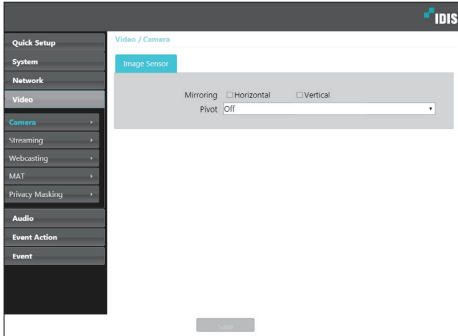 IDIS
Quick Setup
System
Network
Video
Camera
Streaming
Webcasting
MAT
Privacy Masking
Audio
Event Action
Event
Video / Camera
Image Sensor
Mirroring Horizontal Vertical
Pivot Off
Save